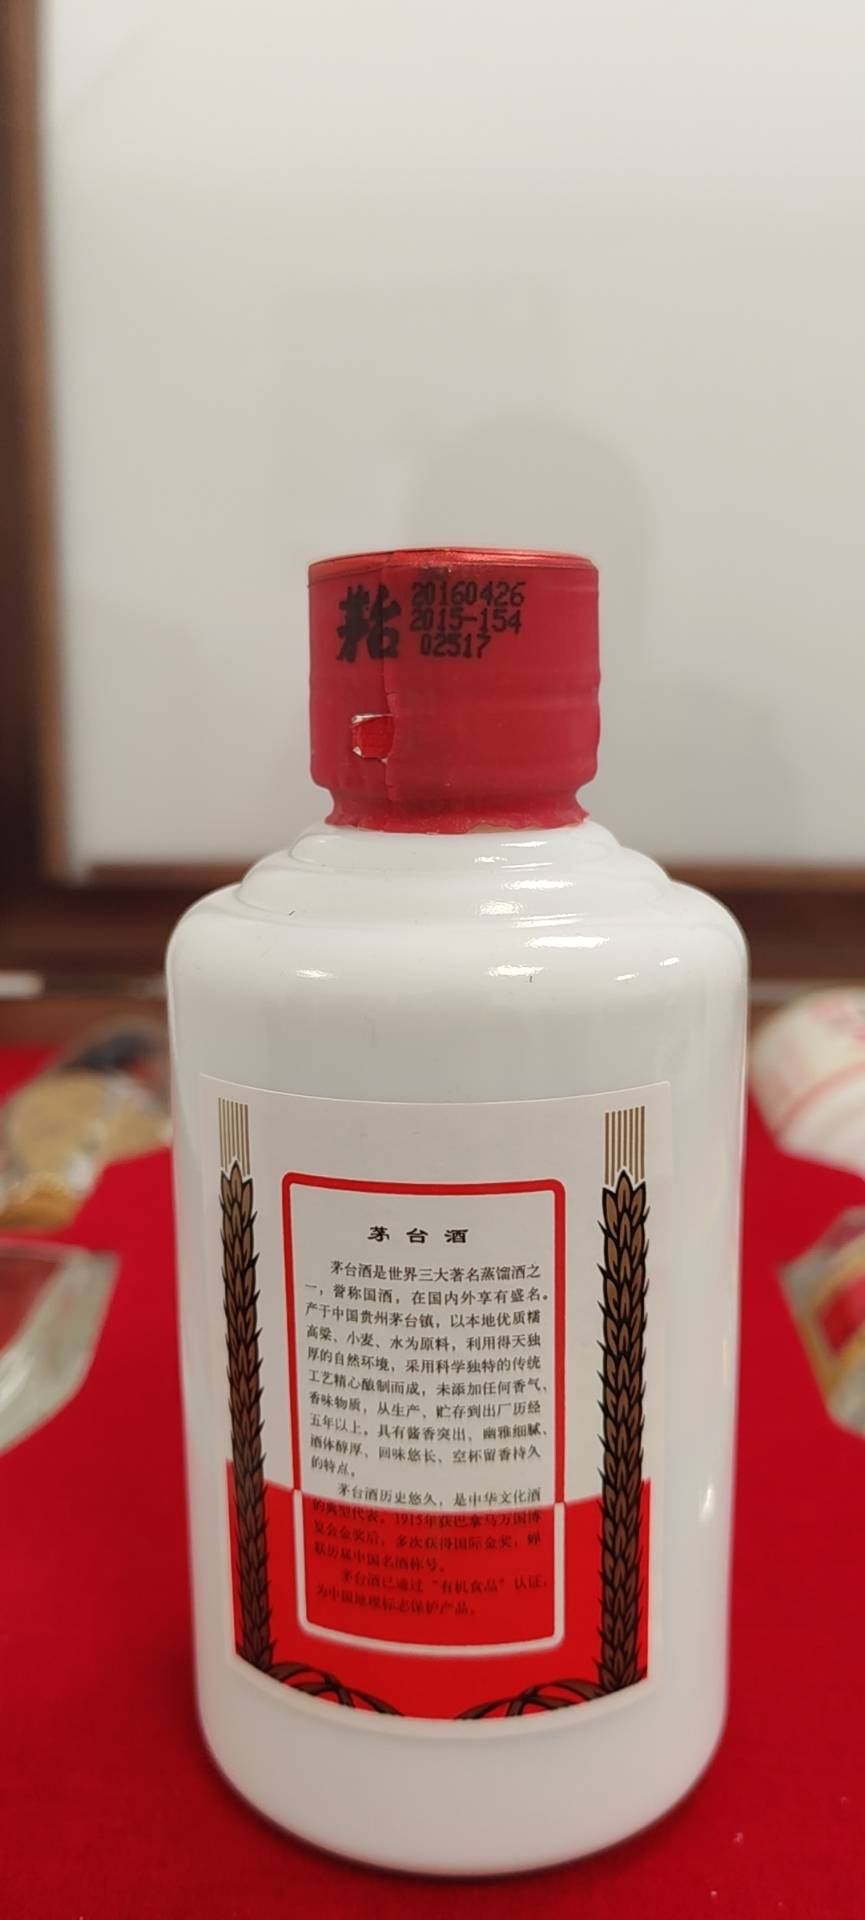 茅台
20160426
2015-154
02517
茅台酒
茅台酒是世界三大著名蒸馏酒之
一，誉称国酒，在国内外享有盛名。
产于中国贵州茅台镇，以本地优质糯
高粱、小麦、水为原料，利用得天独
厚的自然环境，采用科学独特的传统
工艺精心酿制而成，未添加任何香气、
香味物质，从生产、贮存到出厂历经
五年以上。具有酱香突出、幽雅细腻、
酒体醇厚、回味悠长、空杯留香持久
的特点。
茅台酒历史悠久，是中华文化酒
的典型代表。1915年获巴拿马万国博
览会金奖后，多次获得国际金奖，蝉
联历届中国名酒称号。
茅台酒已通过“有机食品”认证，
为中国地理标志保护产品。